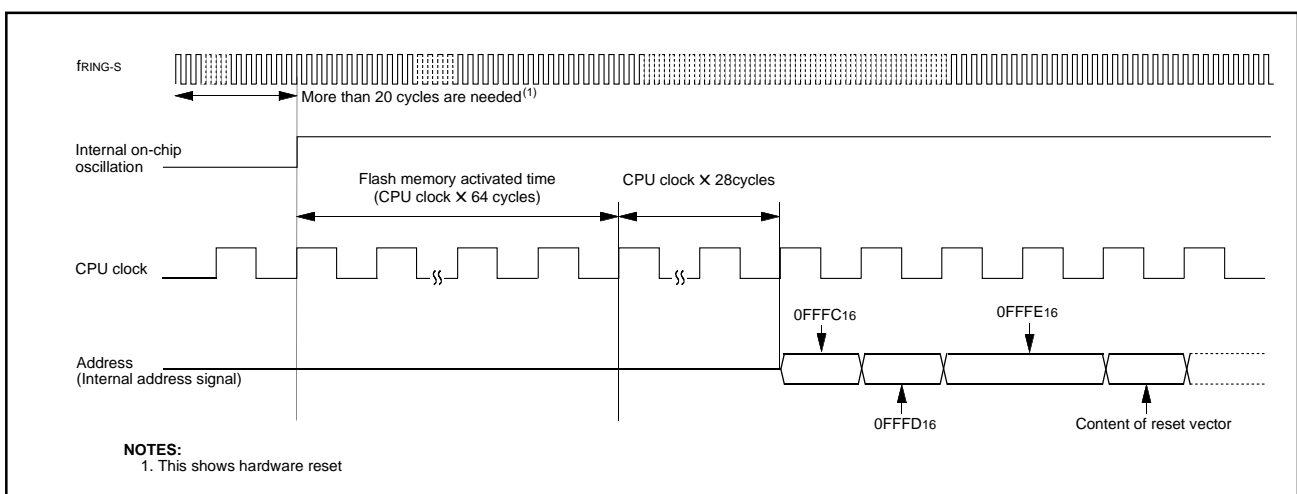 fRING-S
More than 20 cycles are needed(1)
Internal on-chip
oscillation
Flash memory activated time
(CPU clock × 64 cycles)
CPU clock × 28cycles
CPU clock
0FFFC16
0FFFE16
Address
(Internal address signal)
0FFFD16
Content of reset vector
NOTES:
1. This shows hardware reset